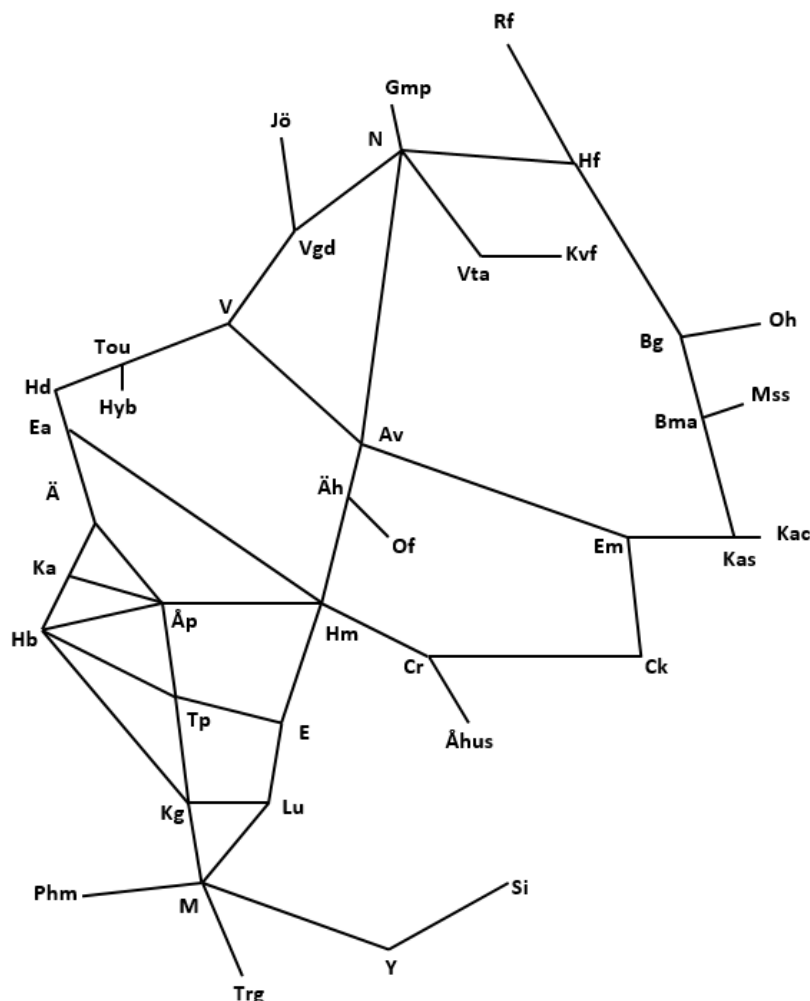 Rf
Gmp
Jö
N
Hf
Vgd
Vta
Kvf
V
Oh
Bg
Tou
Hd
Mss
Hyb
Bma
Ea
Av
Äh
Ä
Of
Em
Kac
Kas
Ka
Åp
Hm
Hb
Cr
Ck
Tp
E
Åhus
Kg
Lu
Phm
M
Si
Y
Trg